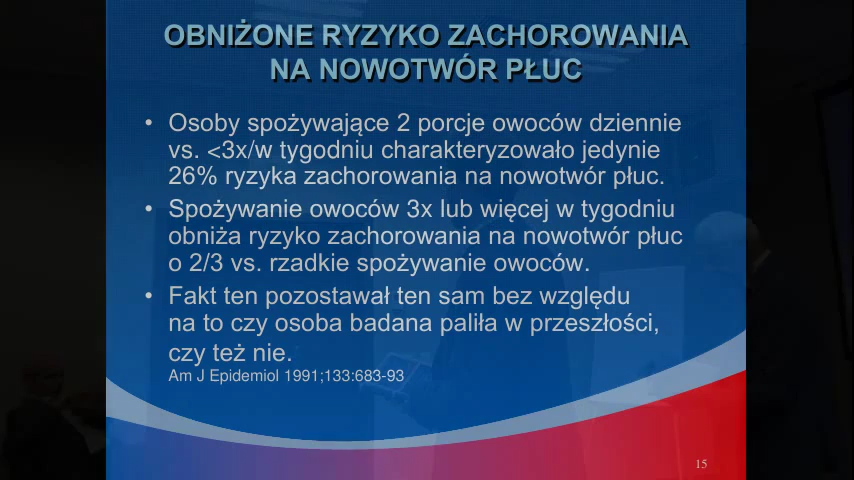 OBNIŻONE RYZYKO ZACHOROWANIA
NA NOWOTWÓR PŁUC
• Osoby spożywające 2 porcje owoców dziennie
vs. <3x/w tygodniu charakteryzowało jedynie
26% ryzyka zachorowania na nowotwór płuc.
• Spożywanie owoców 3x lub więcej w tygodniu
obniża ryzyko zachorowania na nowotwór płuc
o 2/3 vs. rzadkie spożywanie owoców.
• Fakt ten pozostawał ten sam bez względu
na to czy osoba badana paliła w przeszłości,
czy też nie.
Am J Epidemiol 1991;133:683-93
15